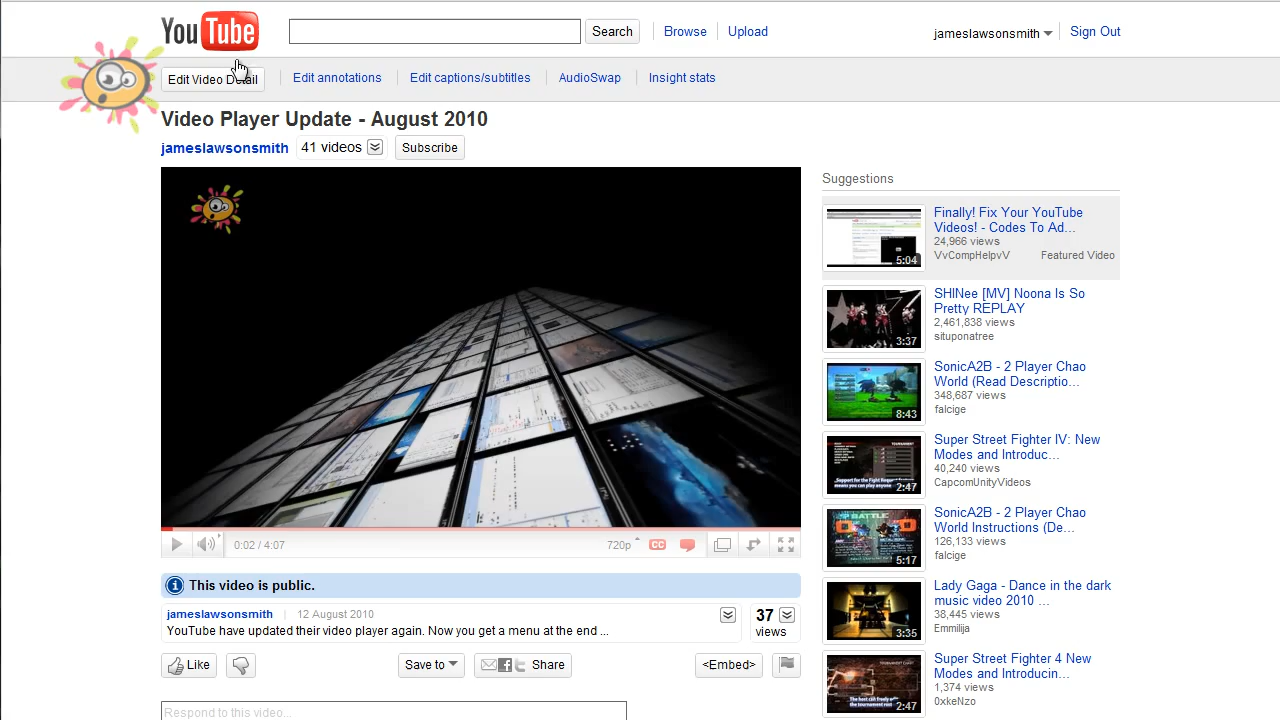 YouTube
Search
Browse
Upload
jameslawsonsmith
Sign Out
Edit Video Detail
Edit annotations
Edit captions/subtitles
AudioSwap
Insight stats
Video Player Update - August 2010
jameslawsonsmith 41 videos Subscribe
0:02 / 4:07
720p
CC
This video is public.
jameslawsonsmith 12 August 2010
YouTube have updated their video player again. Now you get a menu at the end ...
37
views
Like
Save to
Share
<Embed>
Respond to this video...
Suggestions
5:04
Finally! Fix Your YouTube
Videos! - Codes To Ad...
24,966 views
VvCompHelpvV Featured Video
3:37
SHINee [MV] Noona Is So
Pretty REPLAY
2,461,838 views
situponatree
8:43
SonicA2B - 2 Player Chao
World (Read Descriptio...
348,687 views
falcige
2:47
Super Street Fighter IV: New
Modes and Introduc...
40,240 views
CapcomUnityVideos
5:17
SonicA2B - 2 Player Chao
World Instructions (De...
126,133 views
falcige
3:35
Lady Gaga - Dance in the dark
music video 2010 ...
38,445 views
Emmilija
2:47
Super Street Fighter 4 New
Modes and Introducin...
1,374 views
0xkeNzo